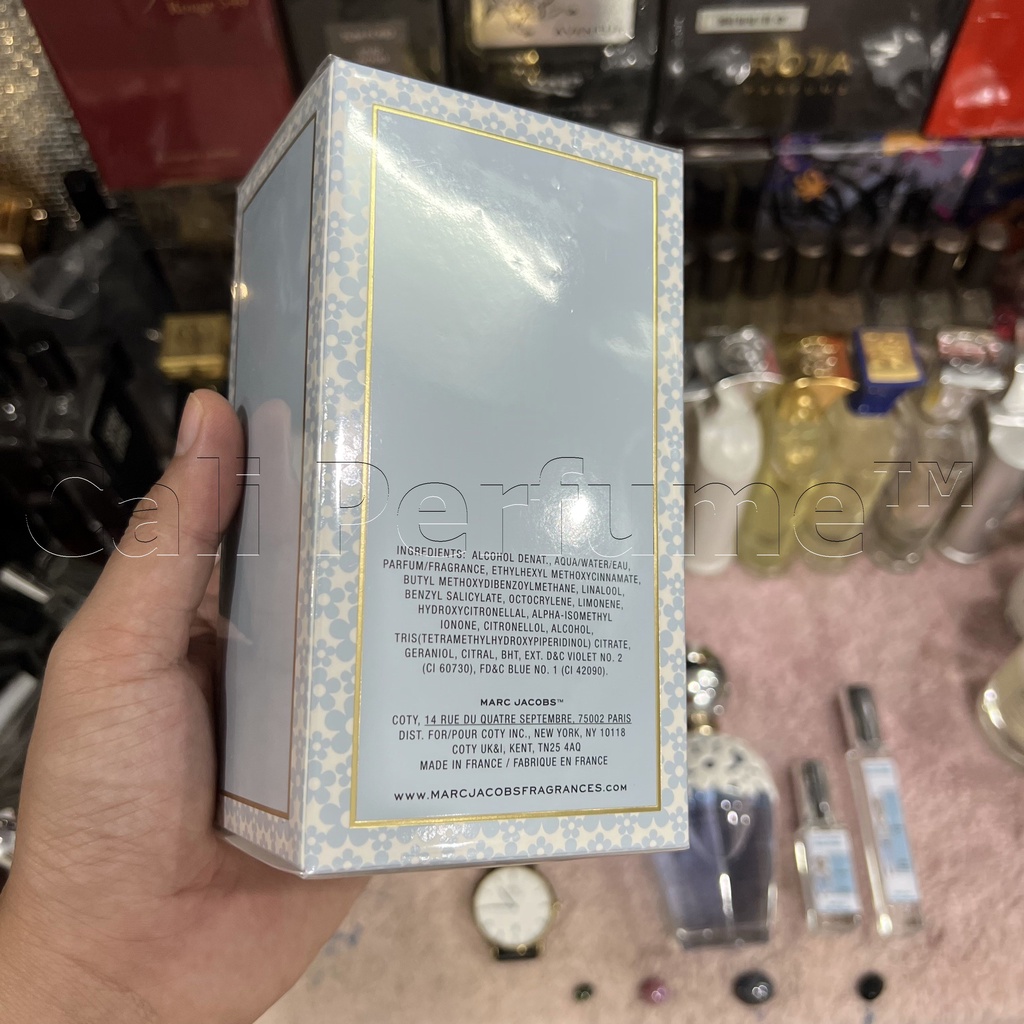 ROJA
PARFUMS
Cali Perfume™
INGREDIENTS: ALCOHOL DENAT., AQUA/WATER/EAU,
PARFUM/FRAGRANCE, ETHYLHEXYL METHOXYCINNAMATE,
BUTYL METHOXYDIBENZOYLMETHANE, LINALOOL,
BENZYL SALICYLATE, OCTOCRYLENE, LIMONENE,
HYDROXYCITRONELLAL, ALPHA-ISOMETHYL
IONONE, CITRONELLOL, ALCOHOL,
TRIS(TETRAMETHYLHYDROXYPIPERIDINOL) CITRATE,
GERANIOL, CITRAL, BHT, EXT. D&C VIOLET NO. 2
(CI 60730), FD&C BLUE NO. 1 (CI 42090).
MARC JACOBS™
COTY, 14 RUE DU QUATRE SEPTEMBRE, 75002 PARIS
DIST. FOR/POUR COTY INC., NEW YORK, NY 10118
COTY UK&I, KENT, TN25 4AQ
MADE IN FRANCE / FABRIQUE EN FRANCE
WWW.MARCJACOBSFRAGRANCES.COM